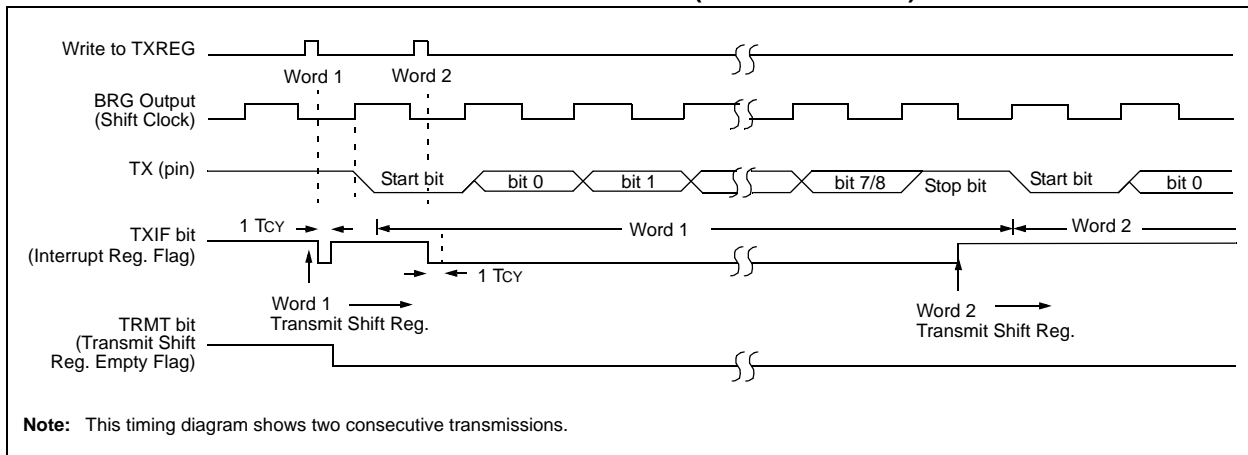 Write to TXREG
Word 1
Word 2
BRG Output
(Shift Clock)
TX (pin)
Start bit
bit 0
bit 1
bit 7/8
Stop bit
Start bit
bit 0
1 TCY
TXIF bit
(Interrupt Reg. Flag)
Word 1
Word 2
1 TCY
Word 1
Transmit Shift Reg.
Word 2
Transmit Shift Reg.
TRMT bit
(Transmit Shift
Reg. Empty Flag)
Note: This timing diagram shows two consecutive transmissions.